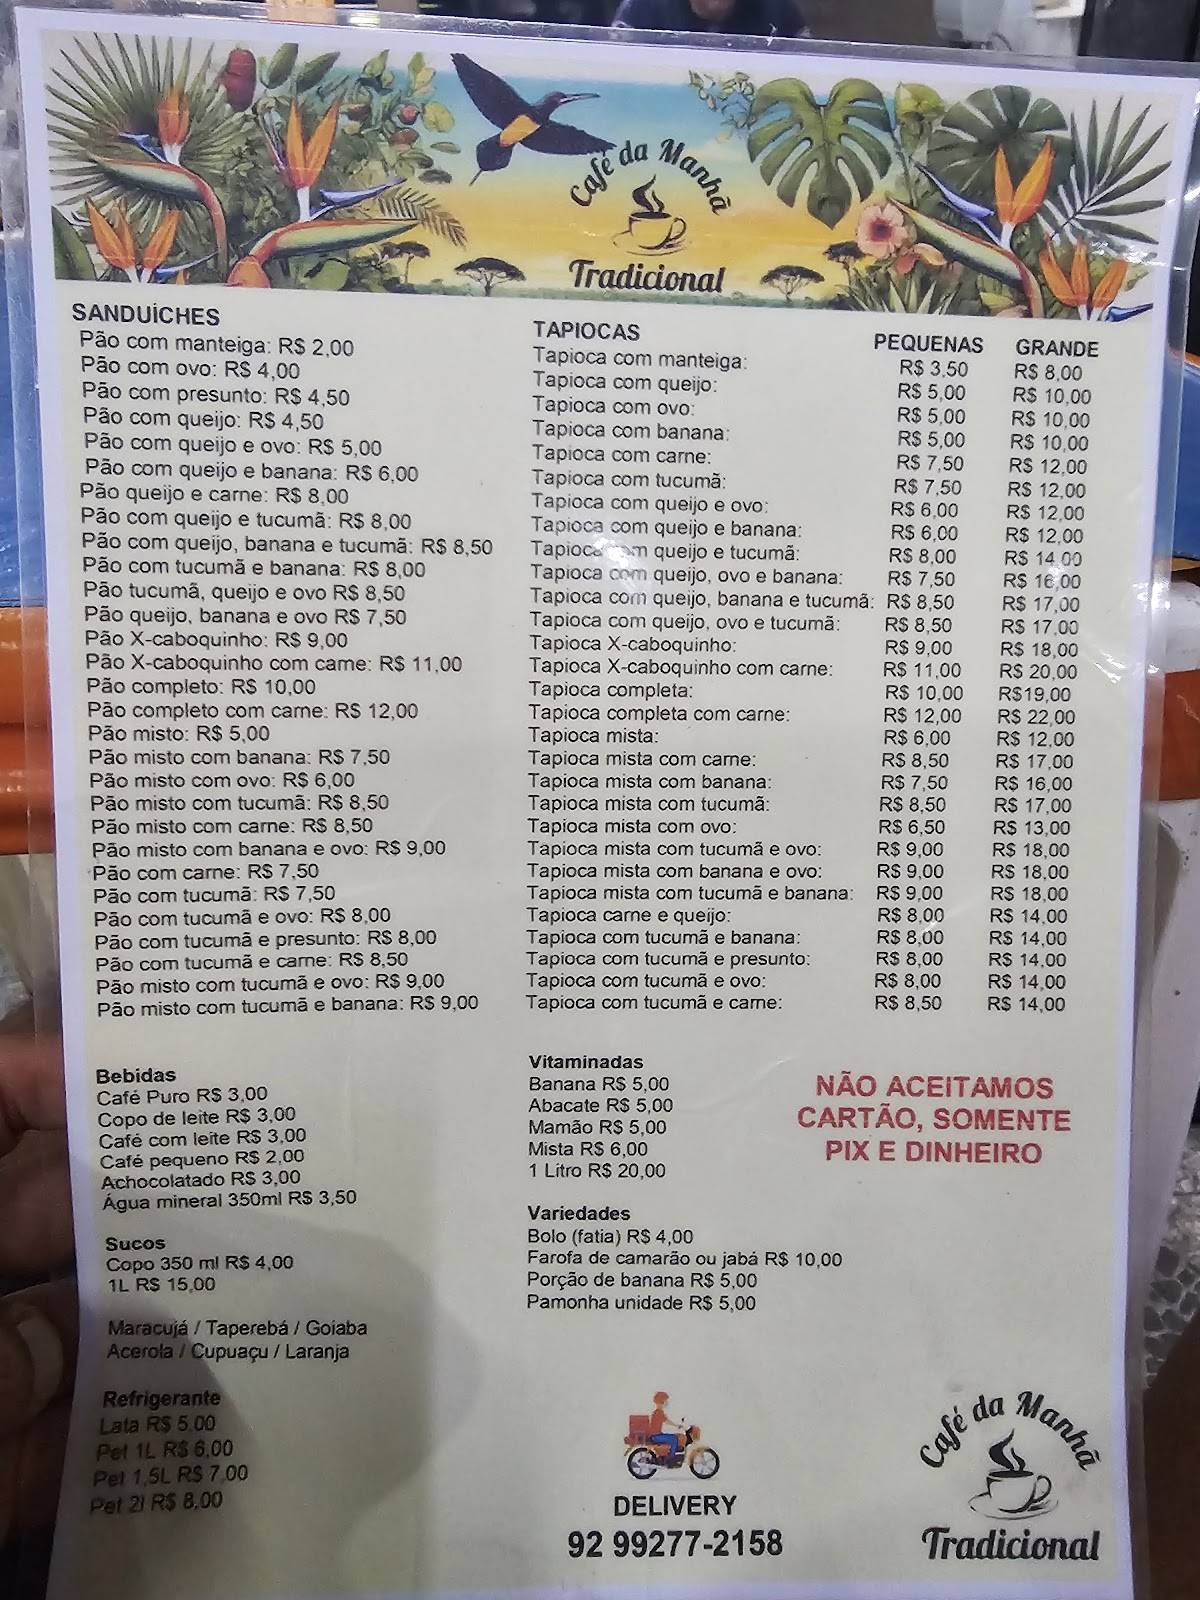 Café da Manhã
Tradicional
SANDUÍCHES
Pão com manteiga: R$ 2,00
Pão com ovo: R$ 4,00
Pão com presunto: R$ 4,50
Pão com queijo: R$ 4,50
Pão com queijo e ovo: R$ 5,00
Pão com queijo e banana: R$ 6,00
Pão queijo e carne: R$ 8,00
Pão com queijo e tucumã: R$ 8,00
Pão com queijo, banana e tucumã: R$ 8,50
Pão com tucumã e banana: R$ 8,00
Pão tucumã, queijo e ovo R$ 8,50
Pão queijo, banana e ovo R$ 7,50
Pão X-caboquinho: R$ 9,00
Pão X-caboquinho com carne: R$ 11,00
Pão completo: R$ 10,00
Pão completo com carne: R$ 12,00
Pão misto: R$ 5,00
Pão misto com banana: R$ 7,50
Pão misto com ovo: R$ 6,00
Pão misto com tucumã: R$ 8,50
Pão misto com carne: R$ 8,50
Pão misto com banana e ovo: R$ 9,00
Pão com carne: R$ 7,50
Pão com tucumã: R$ 7,50
Pão com tucumã e ovo: R$ 8,00
Pão com tucumã e presunto: R$ 8,00
Pão com tucumã e carne: R$ 8,50
Pão misto com tucumã e ovo: R$ 9,00
Pão misto com tucumã e banana: R$ 9,00
TAPIOCAS PEQUENAS GRANDE
Tapioca com manteiga: R$ 3,50 R$ 8,00
Tapioca com queijo: R$ 5,00 R$ 10,00
Tapioca com ovo: R$ 5,00 R$ 10,00
Tapioca com banana: R$ 5,00 R$ 10,00
Tapioca com carne: R$ 7,50 R$ 12,00
Tapioca com tucumã: R$ 7,50 R$ 12,00
Tapioca com queijo e ovo: R$ 6,00 R$ 12,00
Tapioca com queijo e banana: R$ 6,00 R$ 12,00
Tapioca com queijo e tucumã: R$ 8,00 R$ 14,00
Tapioca com queijo, ovo e banana: R$ 7,50 R$ 16,00
Tapioca com queijo, banana e tucumã: R$ 8,50 R$ 17,00
Tapioca com queijo, ovo e tucumã: R$ 8,50 R$ 17,00
Tapioca X-caboquinho: R$ 9,00 R$ 18,00
Tapioca X-caboquinho com carne: R$ 11,00 R$ 20,00
Tapioca completa: R$ 10,00 R$19,00
Tapioca completa com carne: R$ 12,00 R$ 22,00
Tapioca mista: R$ 6,00 R$ 12,00
Tapioca mista com carne: R$ 8,50 R$ 17,00
Tapioca mista com banana: R$ 7,50 R$ 16,00
Tapioca mista com tucumã: R$ 8,50 R$ 17,00
Tapioca mista com ovo: R$ 6,50 R$ 13,00
Tapioca mista com tucumã e ovo: R$ 9,00 R$ 18,00
Tapioca mista com banana e ovo: R$ 9,00 R$ 18,00
Tapioca mista com tucumã e banana: R$ 9,00 R$ 18,00
Tapioca carne e queijo: R$ 8,00 R$ 14,00
Tapioca com tucumã e banana: R$ 8,00 R$ 14,00
Tapioca com tucumã e presunto: R$ 8,00 R$ 14,00
Tapioca com tucumã e ovo: R$ 8,00 R$ 14,00
Tapioca com tucumã e carne: R$ 8,50 R$ 14,00
Bebidas
Café Puro R$ 3,00
Copo de leite R$ 3,00
Café com leite R$ 3,00
Café pequeno R$ 2,00
Achocolatado R$ 3,00
Água mineral 350ml R$ 3,50
Sucos
Copo 350 ml R$ 4,00
1L R$ 15,00
Maracujá / Taperebá / Goiaba
Acerola / Cupuaçu / Laranja
Refrigerante
Lata R$ 5,00
Pet 1L R$ 6,00
Pet 1,5L R$ 7,00
Pet 2l R$ 8,00
Vitaminadas
Banana R$ 5,00
Abacate R$ 5,00
Mamão R$ 5,00
Mista R$ 6,00
1 Litro R$ 20,00
Variedades
Bolo (fatia) R$ 4,00
Farofa de camarão ou jabá R$ 10,00
Porção de banana R$ 5,00
Pamonha unidade R$ 5,00
NÃO ACEITAMOS
CARTÃO, SOMENTE
PIX E DINHEIRO
DELIVERY
92 99277-2158
Café da Manhã
Tradicional